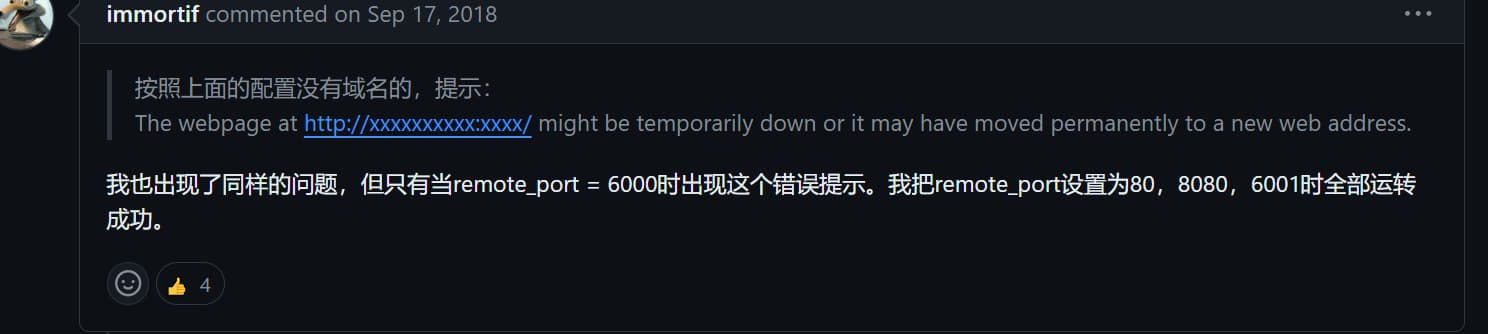 immortif commented on Sep 17, 2018
按照上面的配置没有域名的，提示：
The webpage at http://xxxxxxxxxx:xxxx/ might be temporarily down or it may have moved permanently to a new web address.
我也出现了同样的问题，但只有当remote_port = 6000时出现这个错误提示。我把remote_port设置为80，8080，6001时全部运转
成功。
👍 4